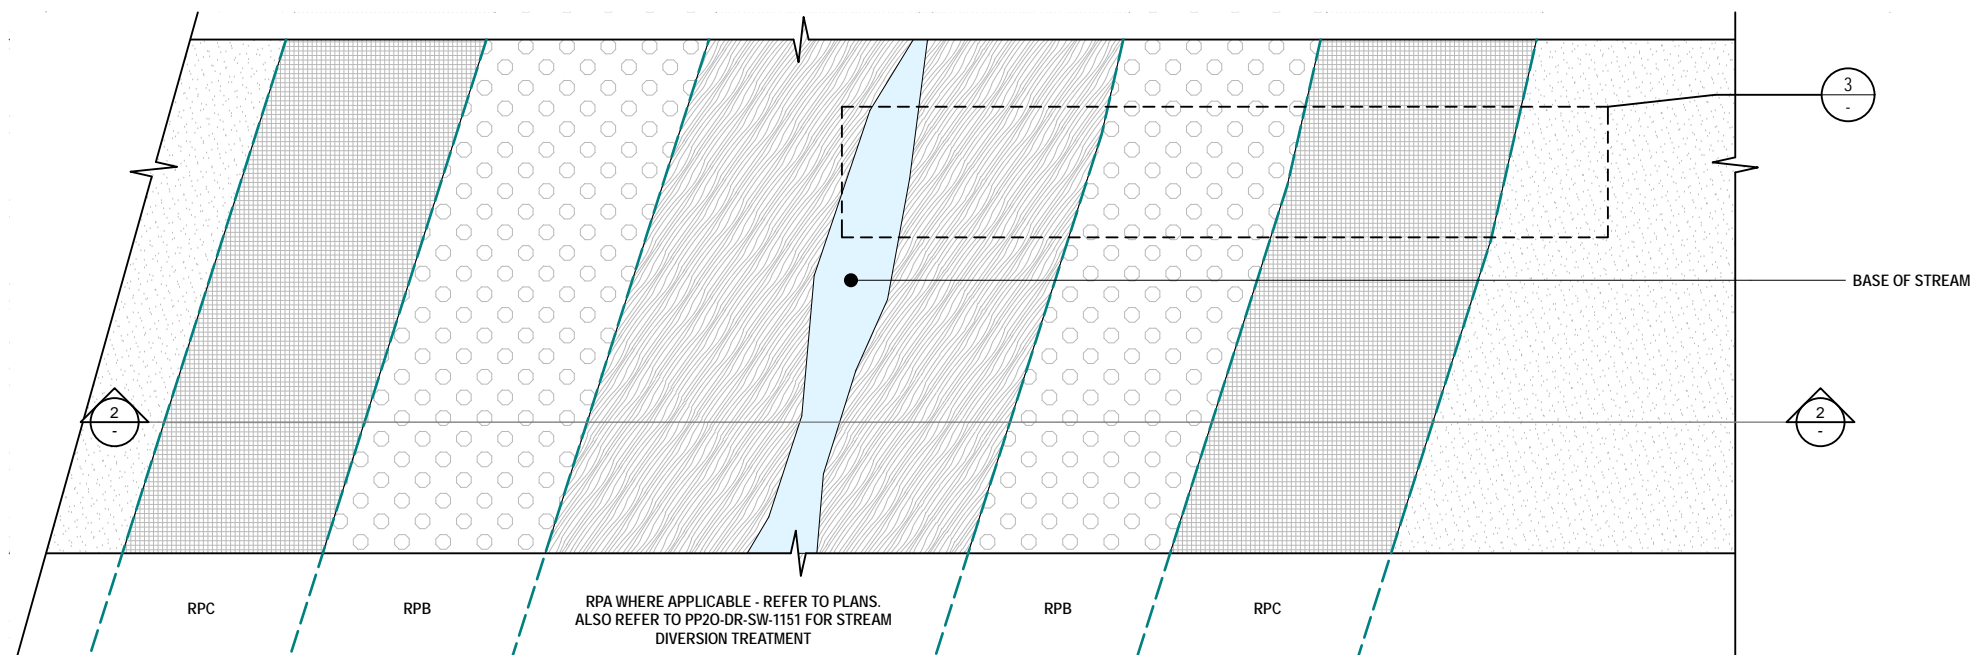 3
-
BASE OF STREAM
2
-
2
-
RPC
RPB
RPA WHERE APPLICABLE - REFER TO PLANS.
ALSO REFER TO PP2O-DR-SW-1151 FOR STREAM
DIVERSION TREATMENT
RPB
RPC